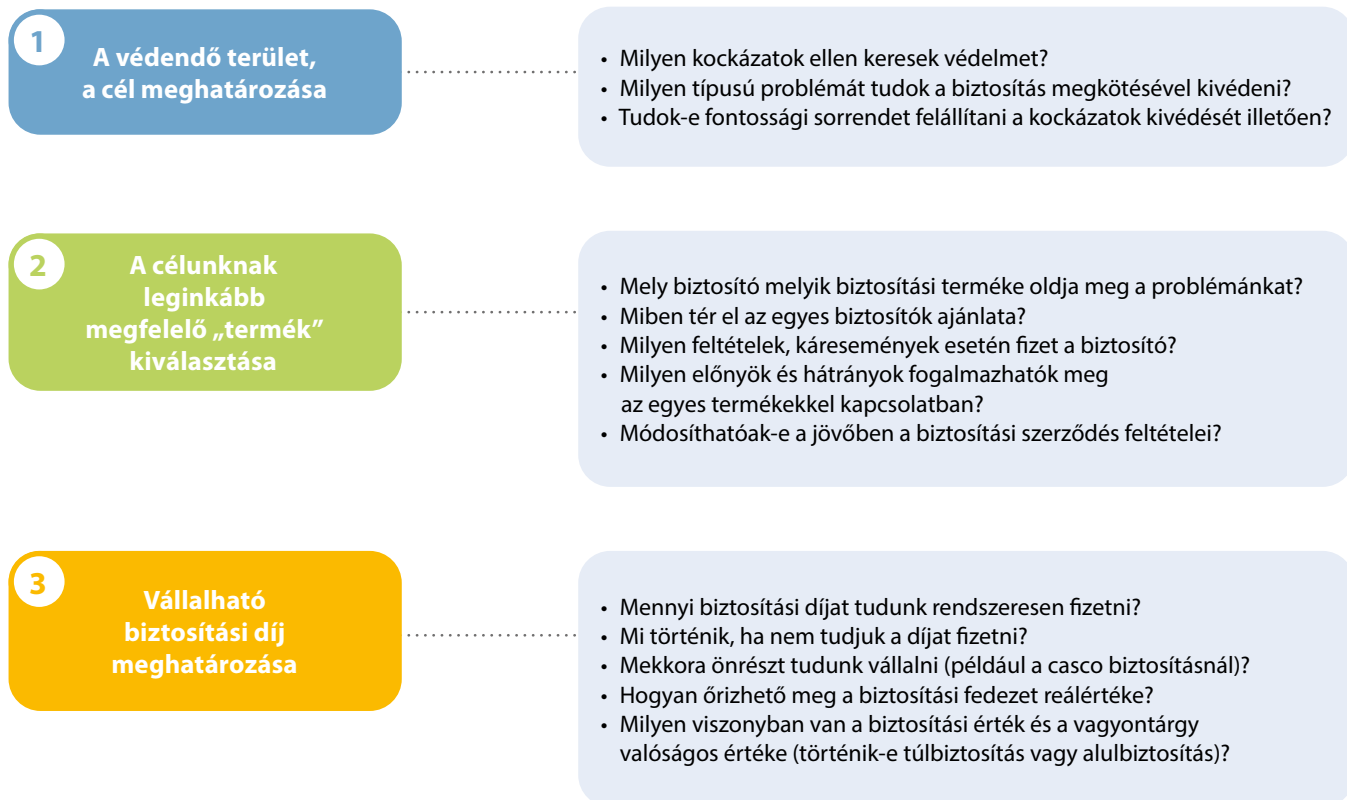 1
A védendő terület,
a cél meghatározása
• Milyen kockázatok ellen keresek védelmet?
• Milyen típusú problémát tudok a biztosítás megkötésével kivédeni?
• Tudok-e fontossági sorrendet felállítani a kockázatok kivédését illetően?
2
A célunknak
leginkább
megfelelő „termék”
kiválasztása
• Mely biztosító melyik biztosítási terméke oldja meg a problémánkat?
• Miben tér el az egyes biztosítók ajánlata?
• Milyen feltételek, káresemények esetén fizet a biztosító?
• Milyen előnyök és hátrányok fogalmazhatók meg
az egyes termékekkel kapcsolatban?
• Módosíthatóak-e a jövőben a biztosítási szerződés feltételei?
3
Vállalható
biztosítási díj
meghatározása
• Mennyi biztosítási díjat tudunk rendszeresen fizetni?
• Mi történik, ha nem tudjuk a díjat fizetni?
• Mekkora önrészt tudunk vállalni (például a casco biztosításnál)?
• Hogyan őrizhető meg a biztosítási fedezet reálértéke?
• Milyen viszonyban van a biztosítási érték és a vagyontárgy
valóságos értéke (történik-e túlbiztosítás vagy alulbiztosítás)?